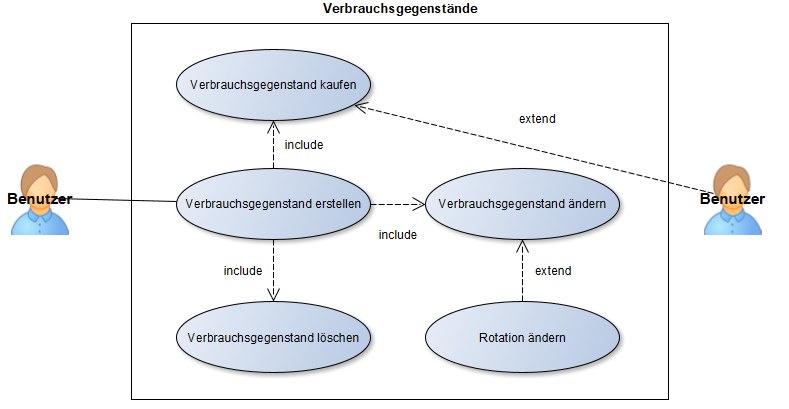 Verbrauchsgegenstände
Verbrauchsgegenstand kaufen
extend
include
Benutzer
Verbrauchsgegenstand erstellen
Verbrauchsgegenstand ändern
Benutzer
include
include
extend
Verbrauchsgegenstand löschen
Rotation ändern